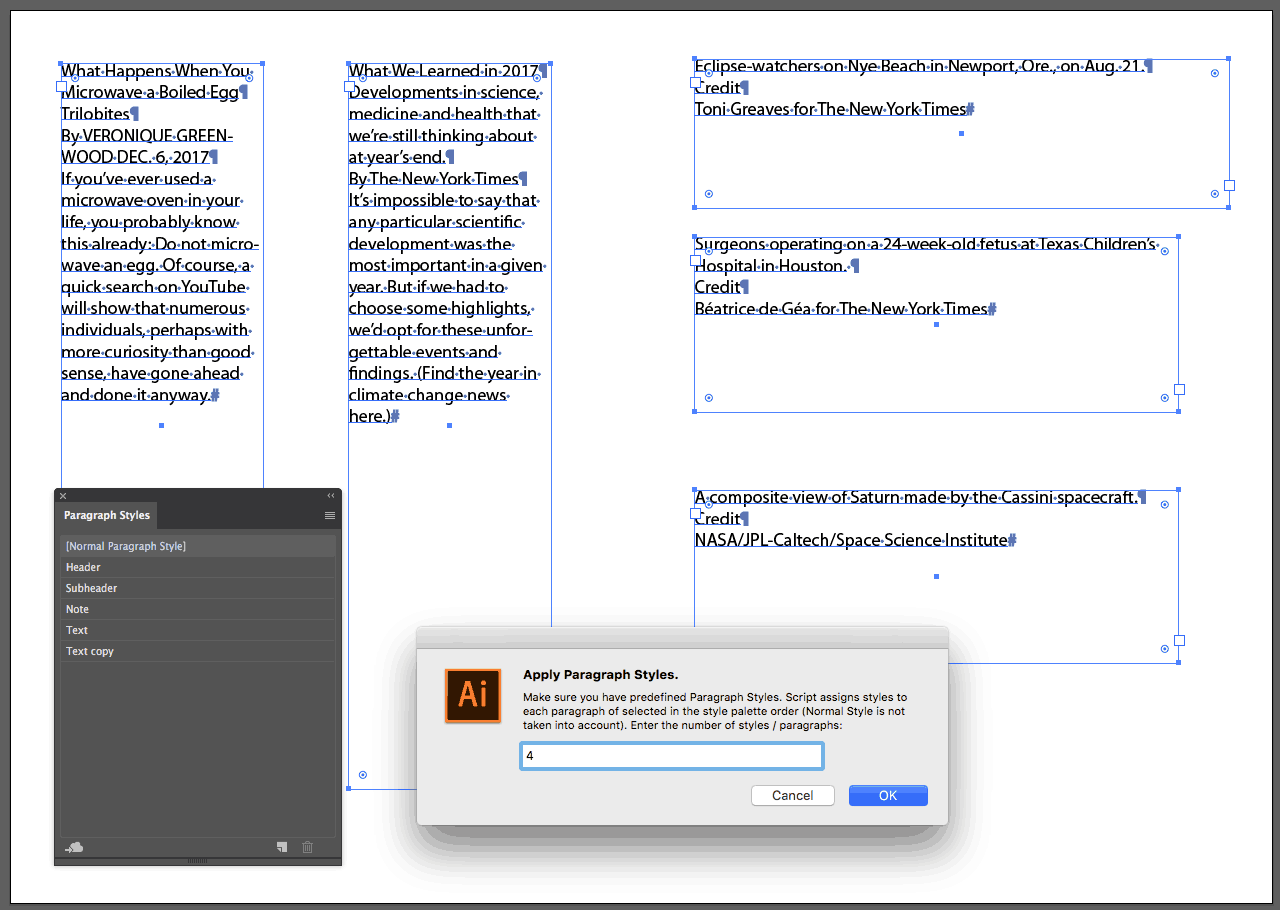 What Happens When You
Microwave a Boiled Egg¶
Trilobites¶
By VERONIQUE GREEN-
WOOD DEC. 6, 2017¶
If you’ve ever used a
microwave oven in your
life, you probably know
this already: Do not micro-
wave an egg. Of course, a
quick search on YouTube
will show that numerous
individuals, perhaps with
more curiosity than good
sense, have gone ahead
and done it anyway.#
What We Learned in 2017¶
Developments in science,
medicine and health that
we’re still thinking about
at year’s end.¶
By The New York Times¶
It’s impossible to say that
any particular scientific
development was the
most important in a given
year. But if we had to
choose some highlights,
we’d opt for these unfor-
gettable events and
findings. (Find the year in
climate change news
here.)#
Eclipse-watchers on Nye Beach in Newport, Ore., on Aug. 21.¶
Credit¶
Toni Greaves for The New York Times#
Surgeons operating on a 24-week-old fetus at Texas Children’s
Hospital in Houston. ¶
Credit¶
Béatrice de Géa for The New York Times#
A composite view of Saturn made by the Cassini spacecraft.¶
Credit¶
NASA/JPL-Caltech/Space Science Institute#
Paragraph Styles
[Normal Paragraph Style]
Header
Subheader
Note
Text
Text copy
Ai
Apply Paragraph Styles.
Make sure you have predefined Paragraph Styles. Script assigns styles to
each paragraph of selected in the style palette order (Normal Style is not
taken into account). Enter the number of styles / paragraphs:
4
Cancel
OK